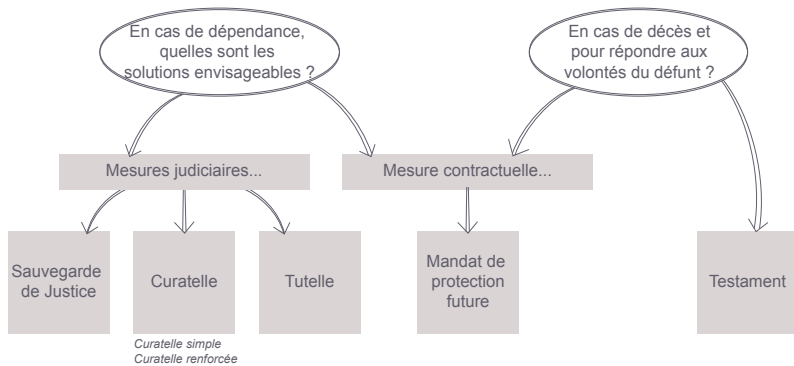 En cas de dépendance,
quelles sont les
solutions envisageables ?
En cas de décès et
pour répondre aux
volontés du défunt ?
Mesures judiciaires...
Mesure contractuelle...
Sauvegarde
de Justice
Curatelle
Tutelle
Mandat de
protection
future
Testament
Curatelle simple
Curatelle renforcée